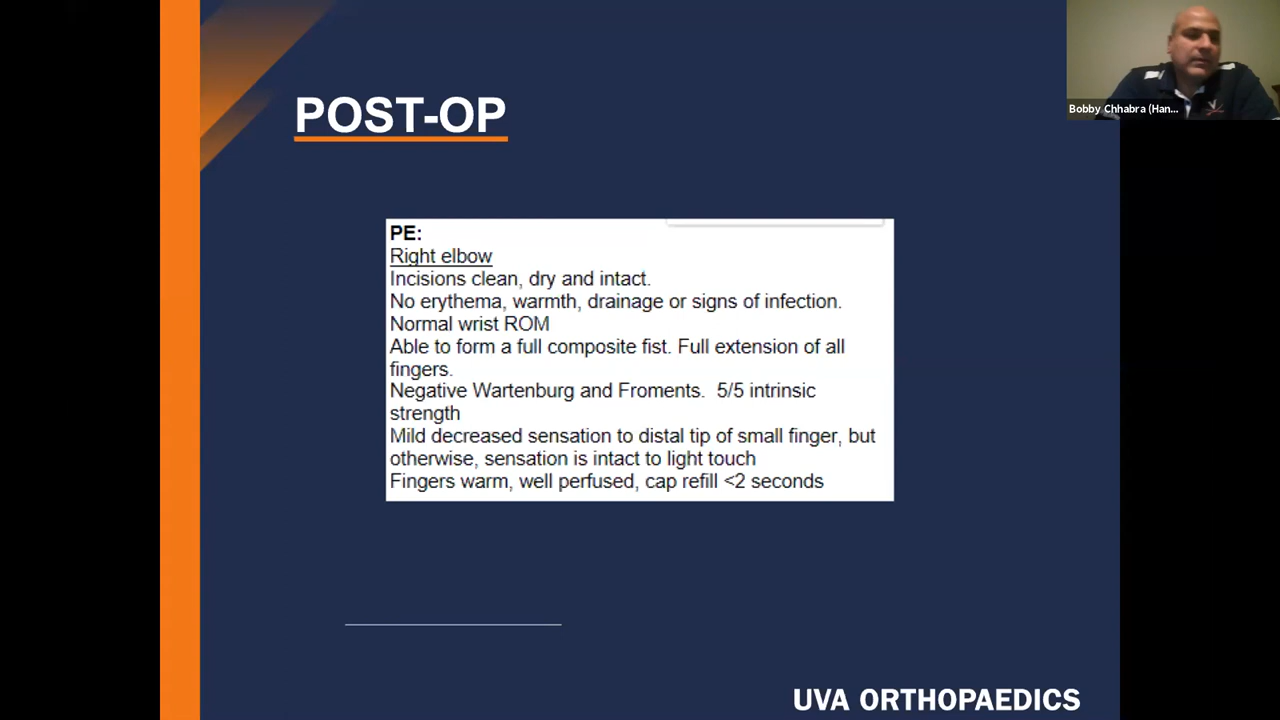 POST-OP
Bobby Chhabra (Han...
PE:
Right elbow
Incisions clean, dry and intact.
No erythema, warmth, drainage or signs of infection.
Normal wrist ROM
Able to form a full composite fist. Full extension of all
fingers.
Negative Wartenburg and Froments. 5/5 intrinsic
strength
Mild decreased sensation to distal tip of small finger, but
otherwise, sensation is intact to light touch
Fingers warm, well perfused, cap refill <2 seconds
UVA ORTHOPAEDICS